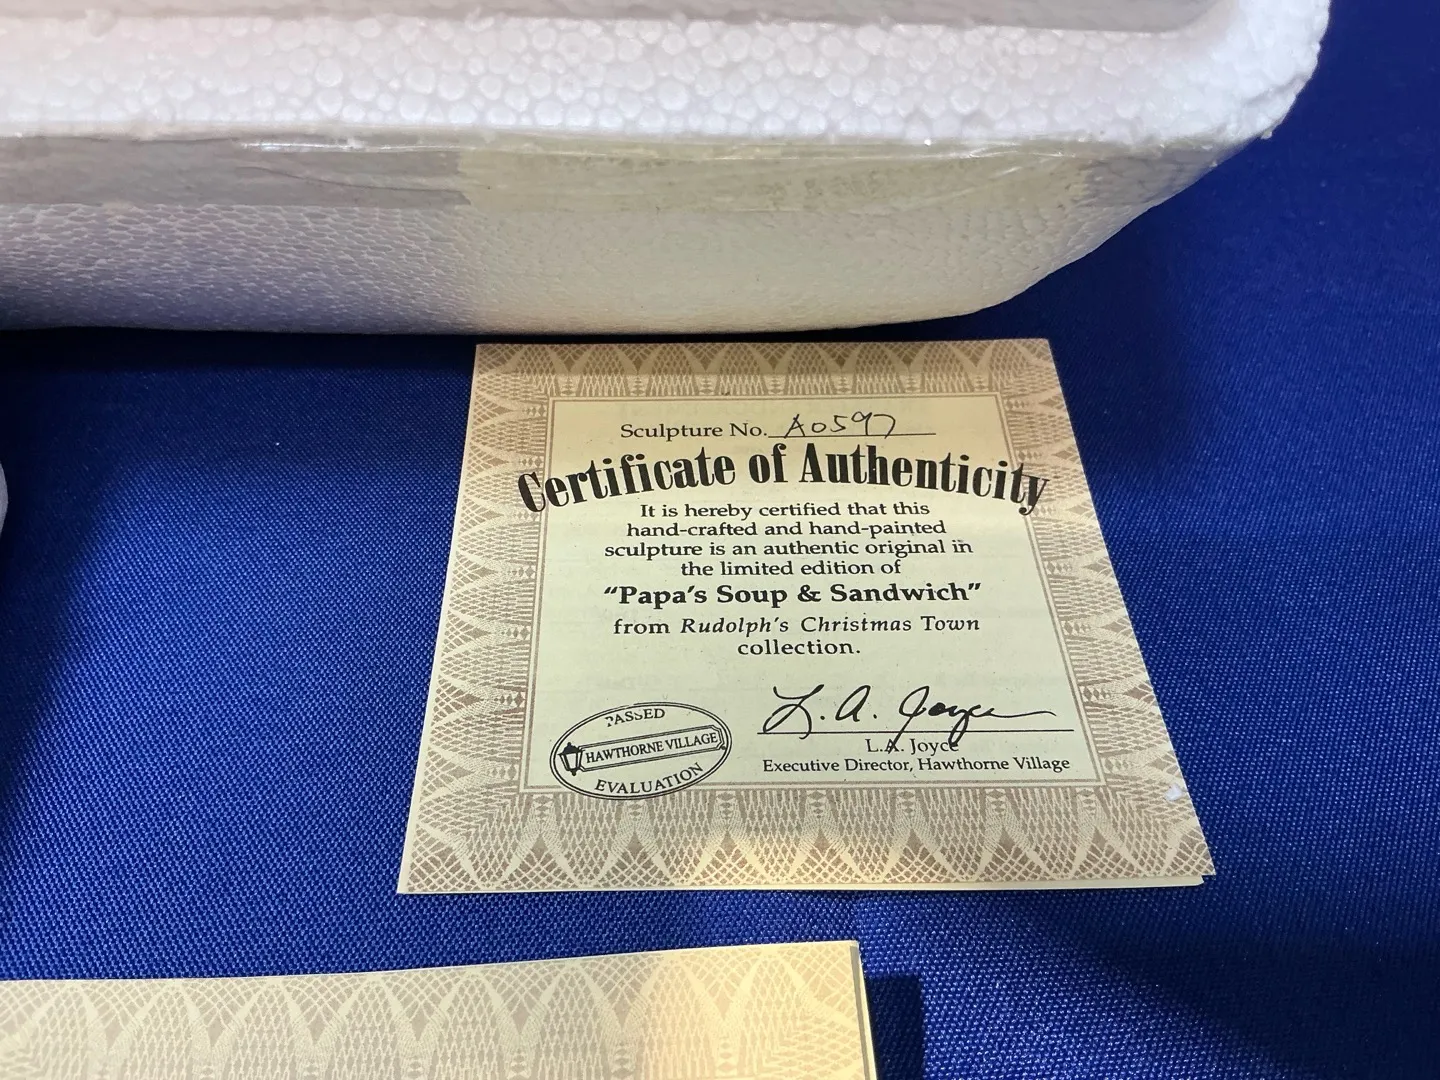 Sculpture No. A0597
Certificate of Authenticity
It is hereby certified that this
hand-crafted and hand-painted
sculpture is an authentic original in
the limited edition of
“Papa’s Soup & Sandwich”
from Rudolph’s Christmas Town
collection.
L. A. Joyce
L.A. Joyce
Executive Director, Hawthorne Village
PASSED
HAWTHORNE VILLAGE
EVALUATION